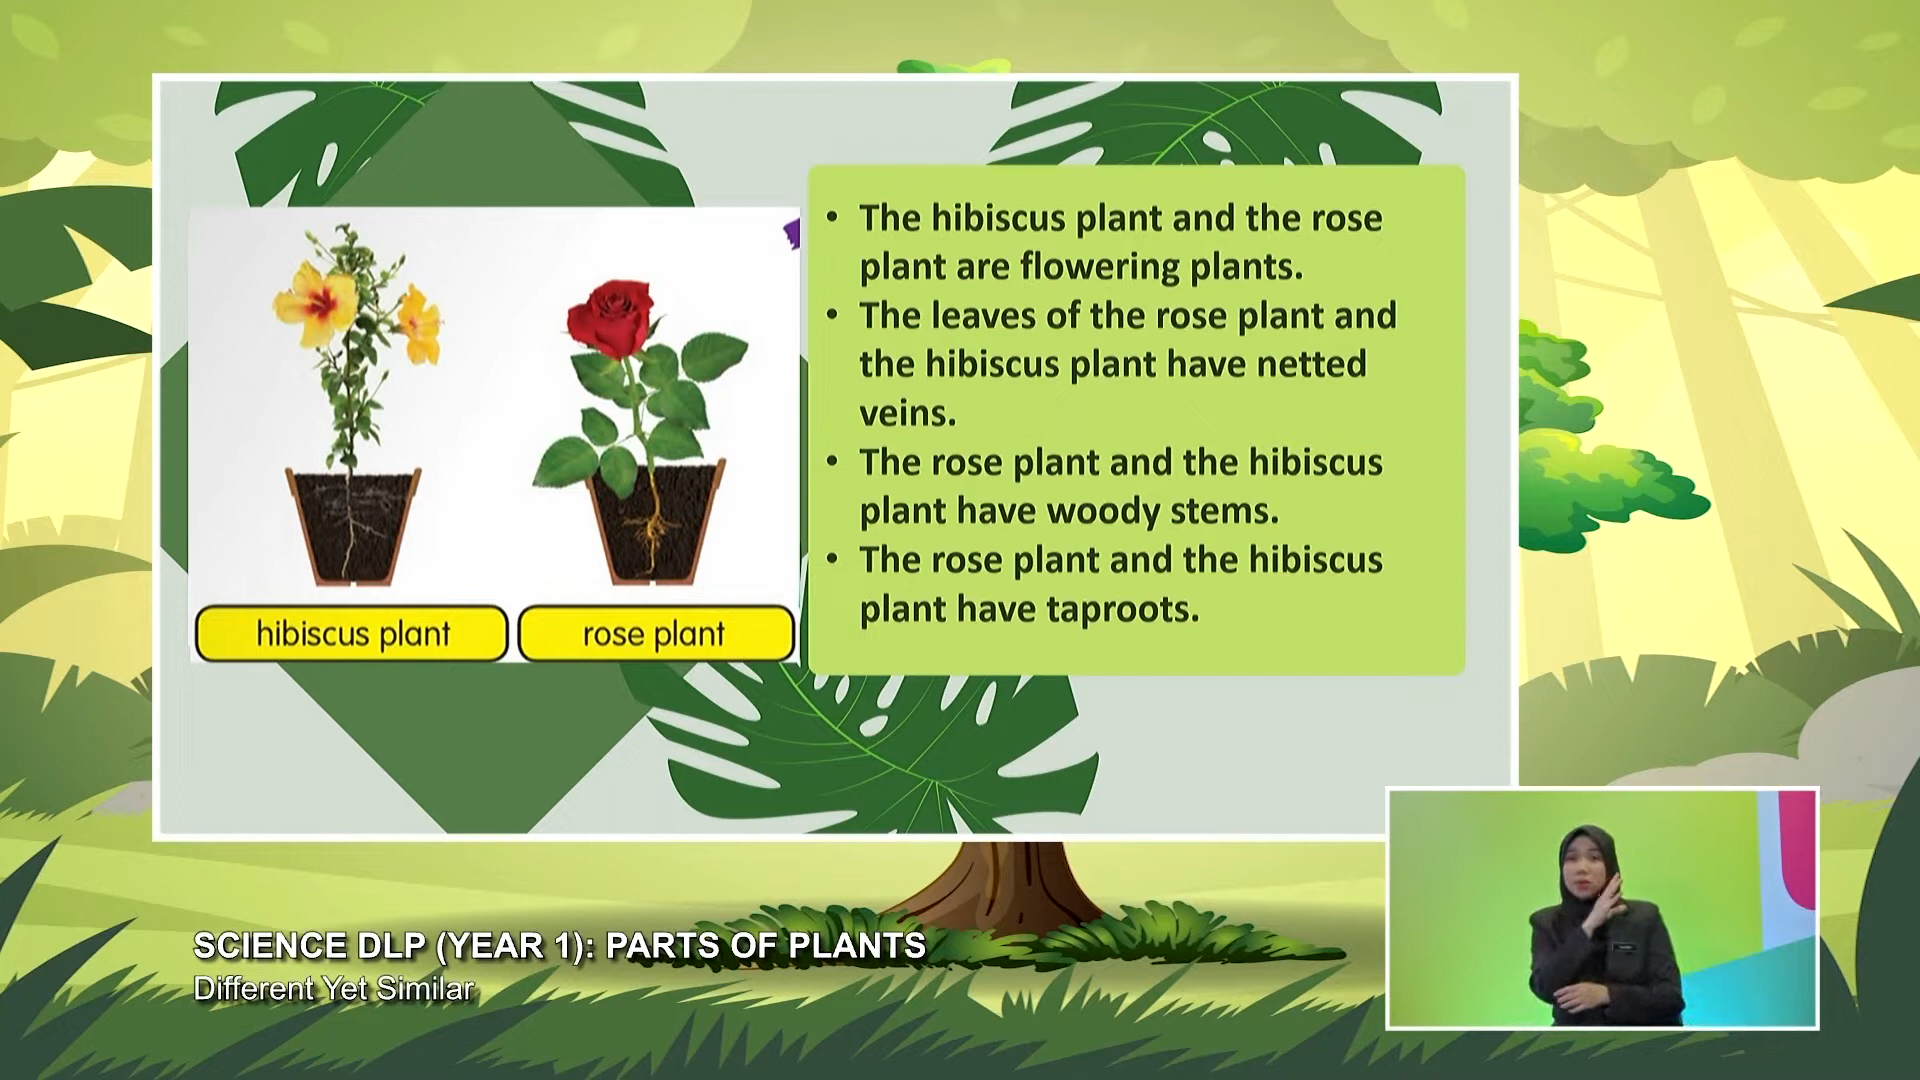 • The hibiscus plant and the rose
plant are flowering plants.
• The leaves of the rose plant and
the hibiscus plant have netted
veins.
• The rose plant and the hibiscus
plant have woody stems.
• The rose plant and the hibiscus
plant have taproots.
hibiscus plant
rose plant
SCIENCE DLP (YEAR 1): PARTS OF PLANTS
Different Yet Similar